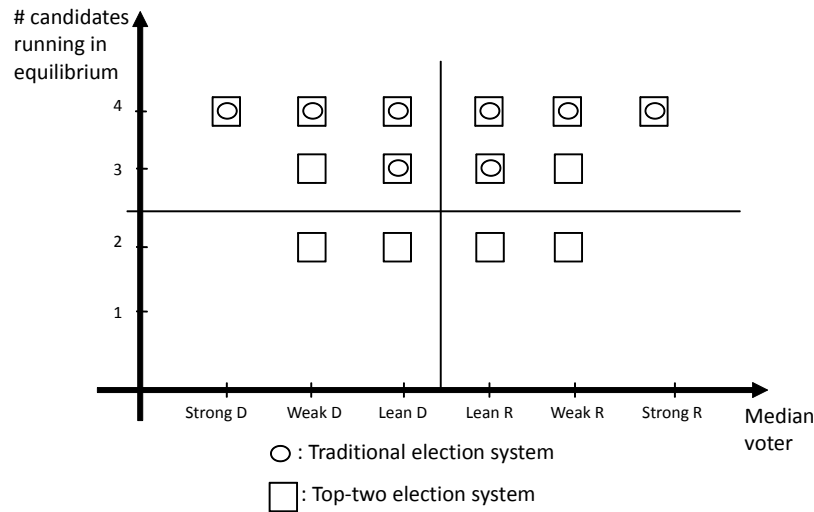 # candidates
running in
equilibrium
4
3
2
1
Strong D
Weak D
Lean D
Lean R
Weak R
Strong R
Median
voter
: Traditional election system
: Top-two election system